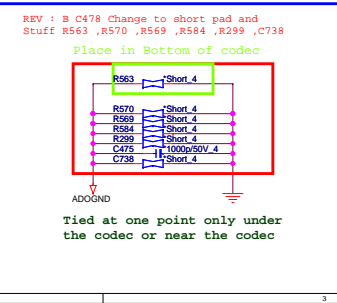 REV : B C478 Change to short pad and
Stuff R563 ,R570 ,R569 ,R584 ,R299 ,C738
Place in Bottom of codec
R563 *Short_4
R570 *Short_4
R569 *Short_4
R584 *Short_4
R299 *Short_4
C475 1000p/50V_4
C738 *Short_4
ADOGND
Tied at one point only under
the codec or near the codec
3